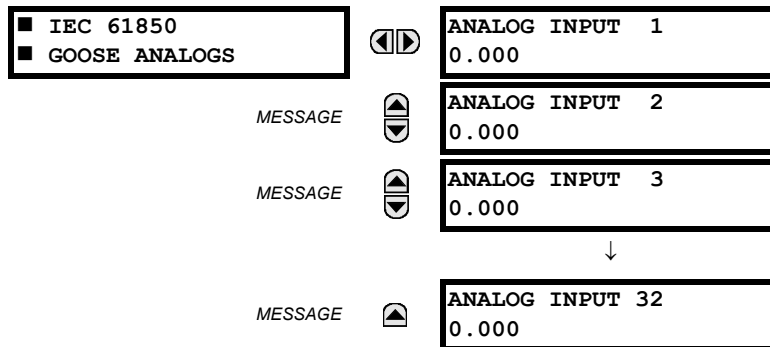 ■ IEC 61850
■ GOOSE ANALOGS
ANALOG INPUT 1
0.000
MESSAGE
ANALOG INPUT 2
0.000
MESSAGE
ANALOG INPUT 3
0.000
↓
MESSAGE
ANALOG INPUT 32
0.000